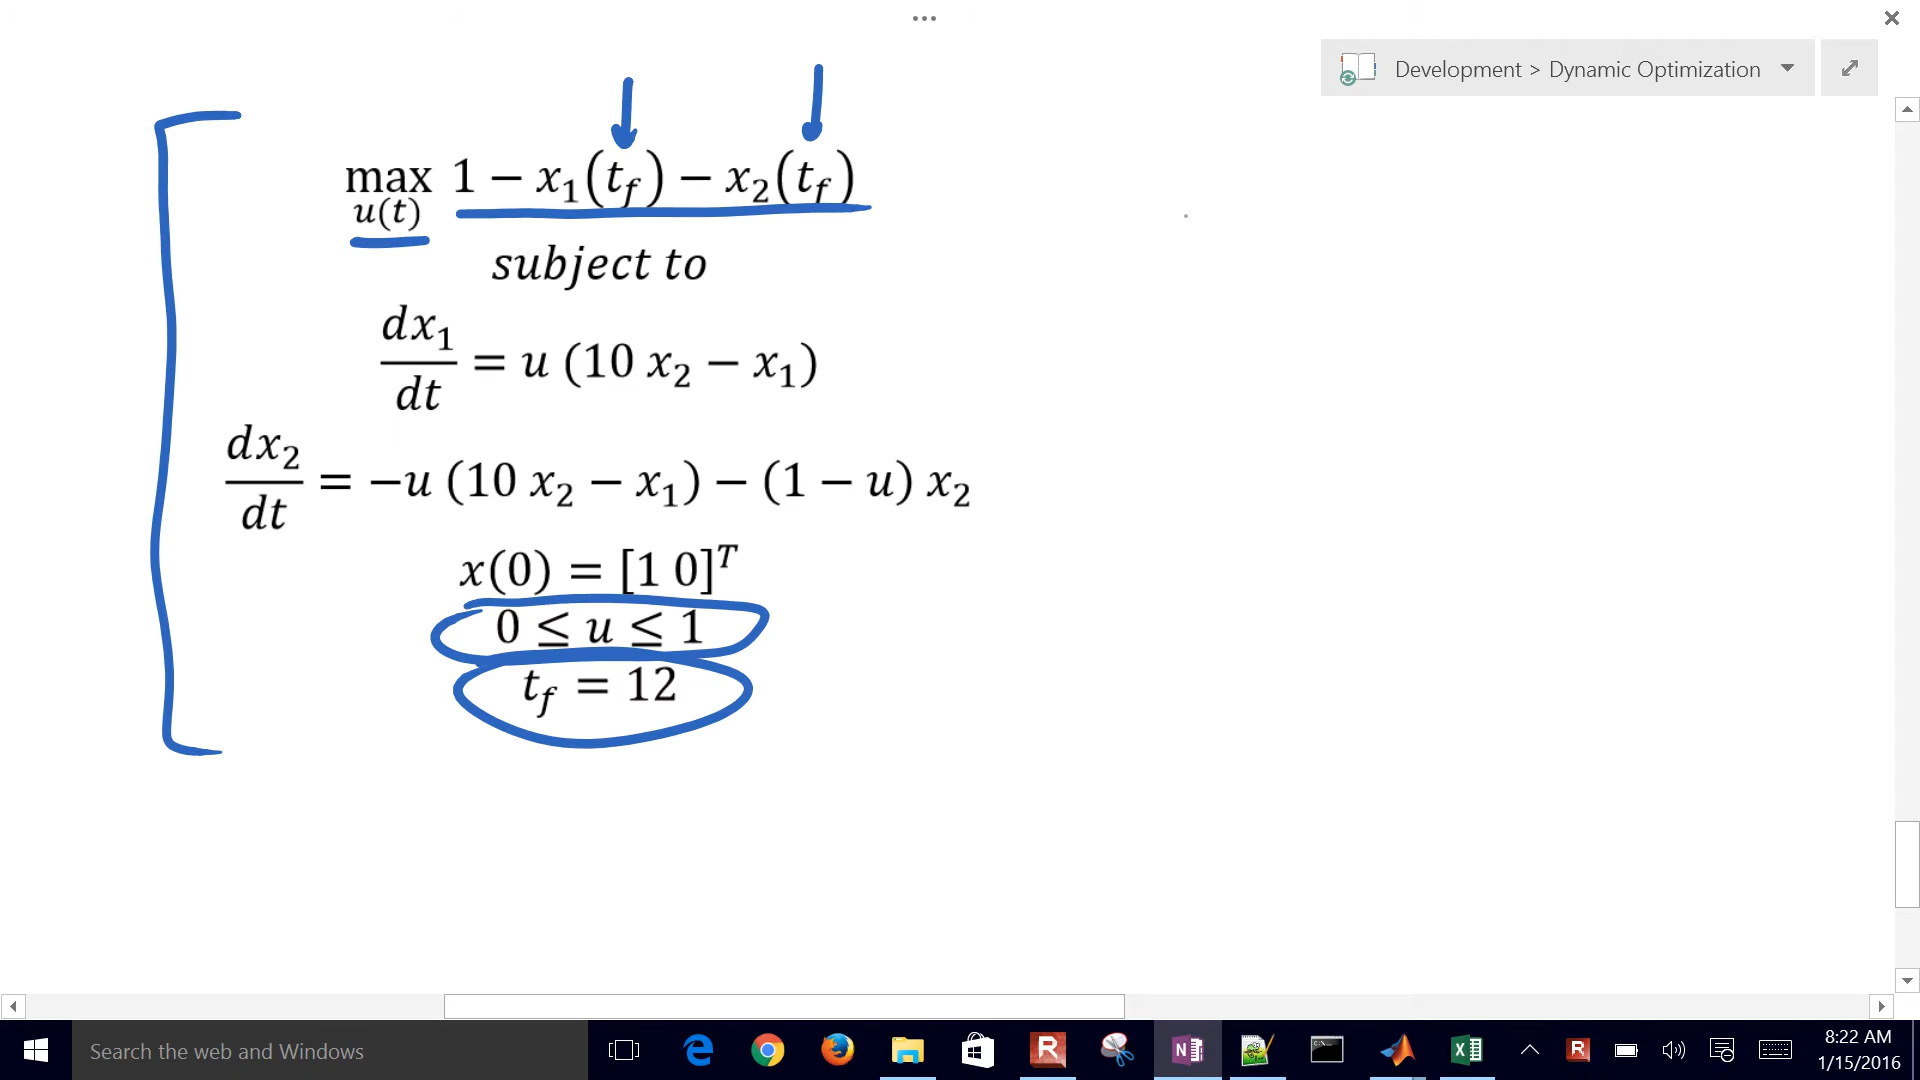 Development > Dynamic Optimization
max 1 − x₁(t_f) − x₂(t_f)
u(t)
subject to
dx₁/dt = u (10 x₂ − x₁)
dx₂/dt = −u (10 x₂ − x₁) − (1 − u) x₂
x(0) = [1 0]ᵀ
0 ≤ u ≤ 1
t_f = 12
Search the web and Windows
8:22 AM
1/15/2016